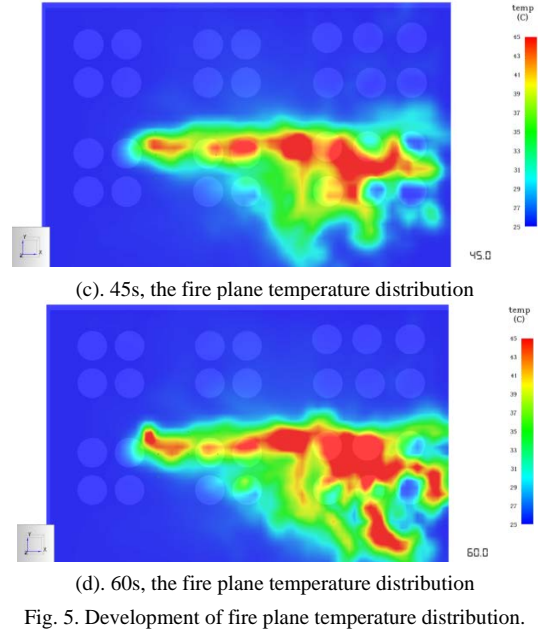 temp
(C)
45
43
41
39
37
35
33
31
29
27
25
Y
X
45.0
(c). 45s, the fire plane temperature distribution
temp
(C)
45
43
41
39
37
35
33
31
29
27
25
Y
X
60.0
(d). 60s, the fire plane temperature distribution
Fig. 5. Development of fire plane temperature distribution.